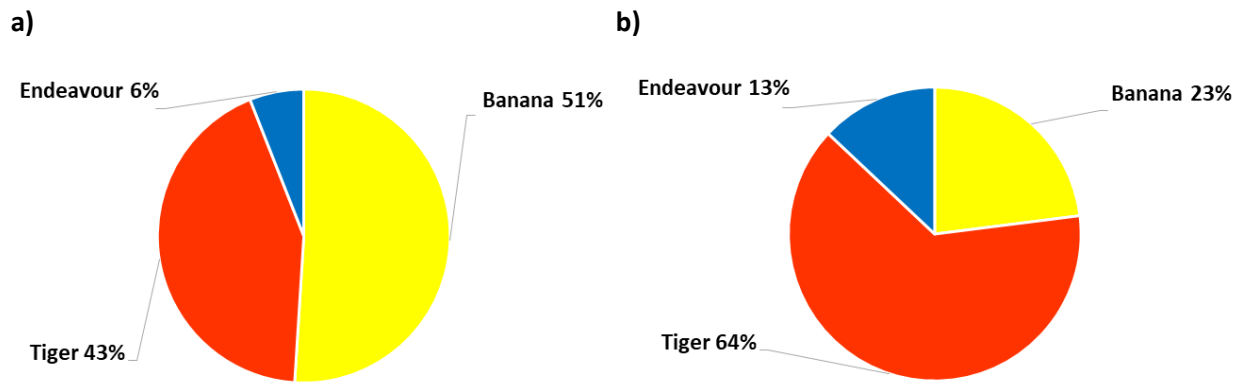 a)
Endeavour 6%
Banana 51%
Tiger 43%
b)
Endeavour 13%
Banana 23%
Tiger 64%